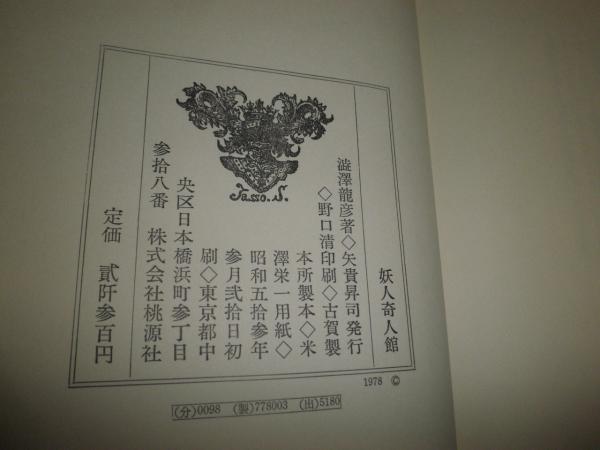 妖人奇人館
澁澤龍彦著◇矢貴昇司発行
◇野口清印刷◇古賀製
本所製本◇米
澤栄一用紙◇
昭和五拾参年
参月弐拾日初
刷◇東京都中
央区日本橋浜町参丁目
参拾八番 株式会社桃源社
定価 貳阡参百円
Tasso. S.
1978 ©
(分)0098 (製)778003 (出)5180